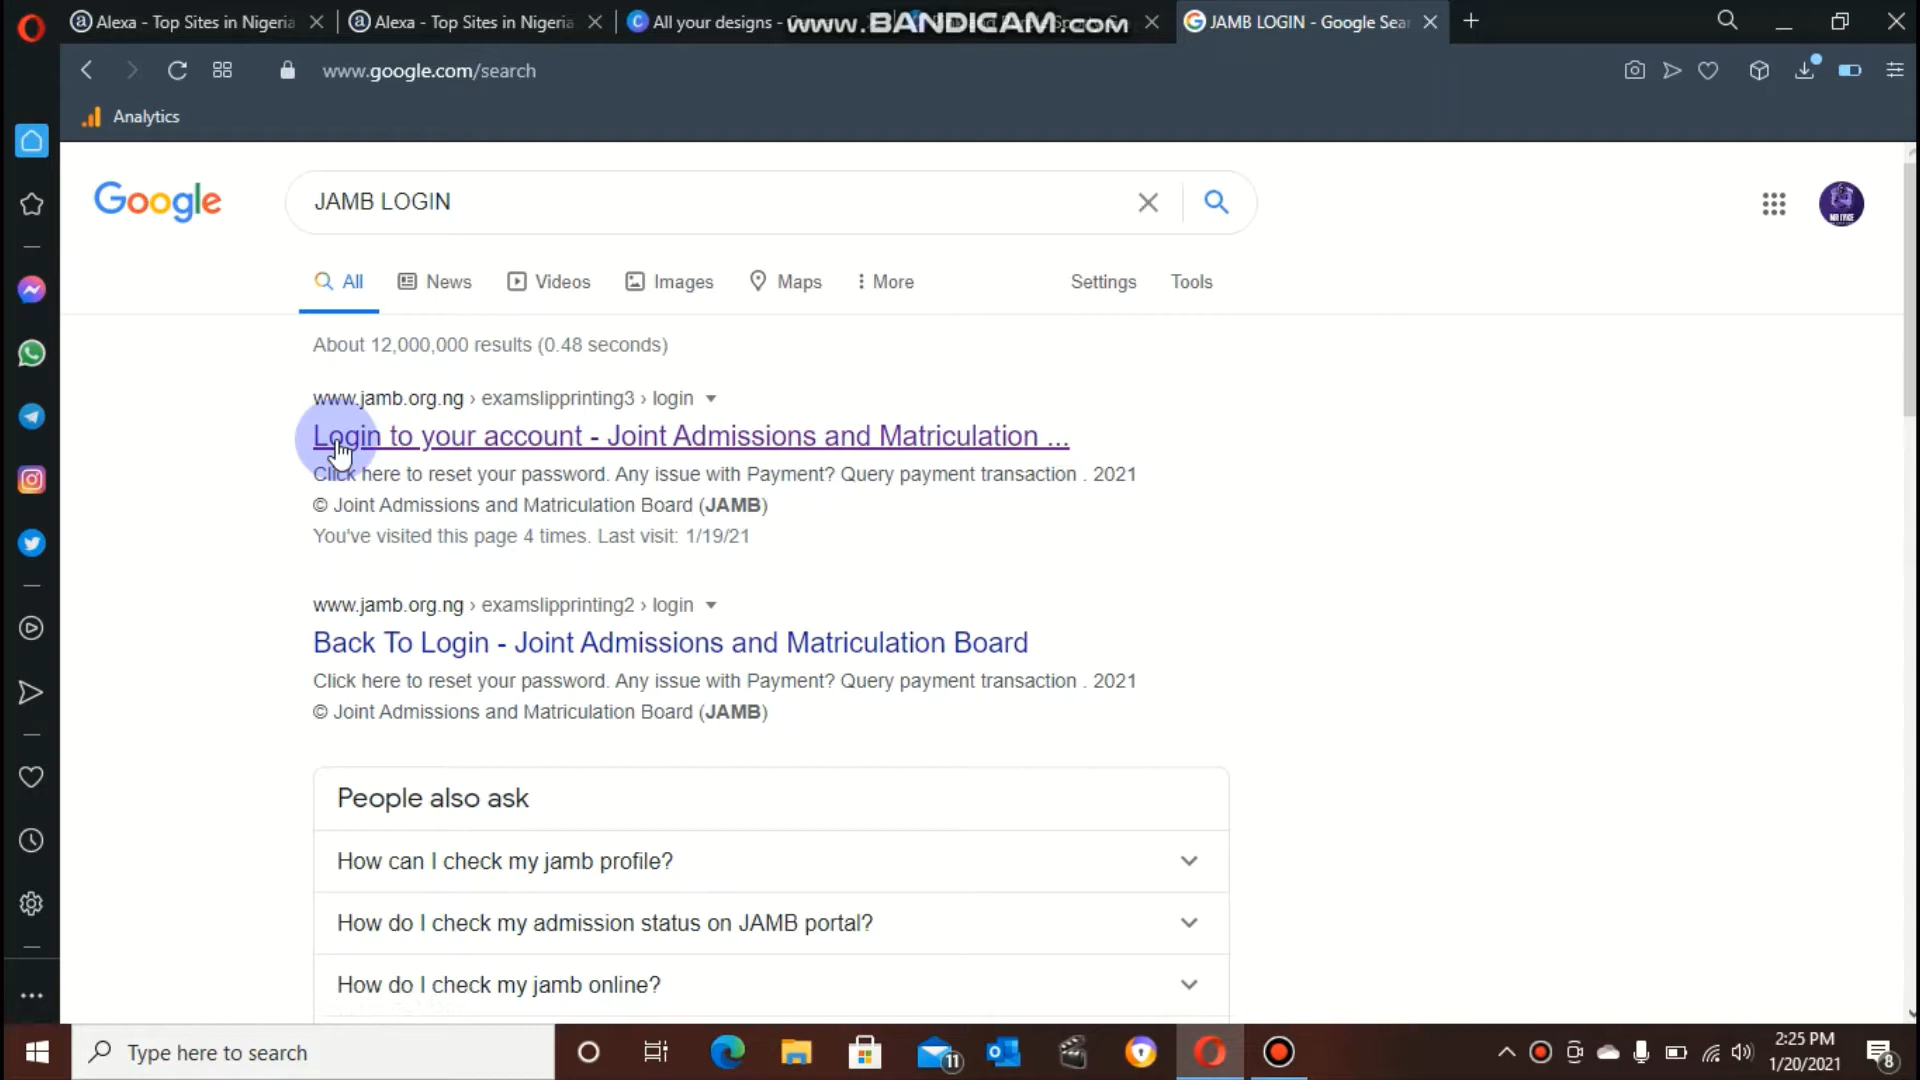 Alexa - Top Sites in Nigeria
Alexa - Top Sites in Nigeria
All your designs -
www.BANDICAM.com
JAMB LOGIN - Google Sear
www.google.com/search
Analytics
Google
JAMB LOGIN
MR IYKE
All
News
Videos
Images
Maps
More
Settings
Tools
About 12,000,000 results (0.48 seconds)
www.jamb.org.ng › examslipprinting3 › login
Login to your account - Joint Admissions and Matriculation ...
Click here to reset your password. Any issue with Payment? Query payment transaction . 2021
© Joint Admissions and Matriculation Board (JAMB)
You've visited this page 4 times. Last visit: 1/19/21
www.jamb.org.ng › examslipprinting2 › login
Back To Login - Joint Admissions and Matriculation Board
Click here to reset your password. Any issue with Payment? Query payment transaction . 2021
© Joint Admissions and Matriculation Board (JAMB)
People also ask
How can I check my jamb profile?
How do I check my admission status on JAMB portal?
How do I check my jamb online?
Type here to search
11
2:25 PM
1/20/2021
8